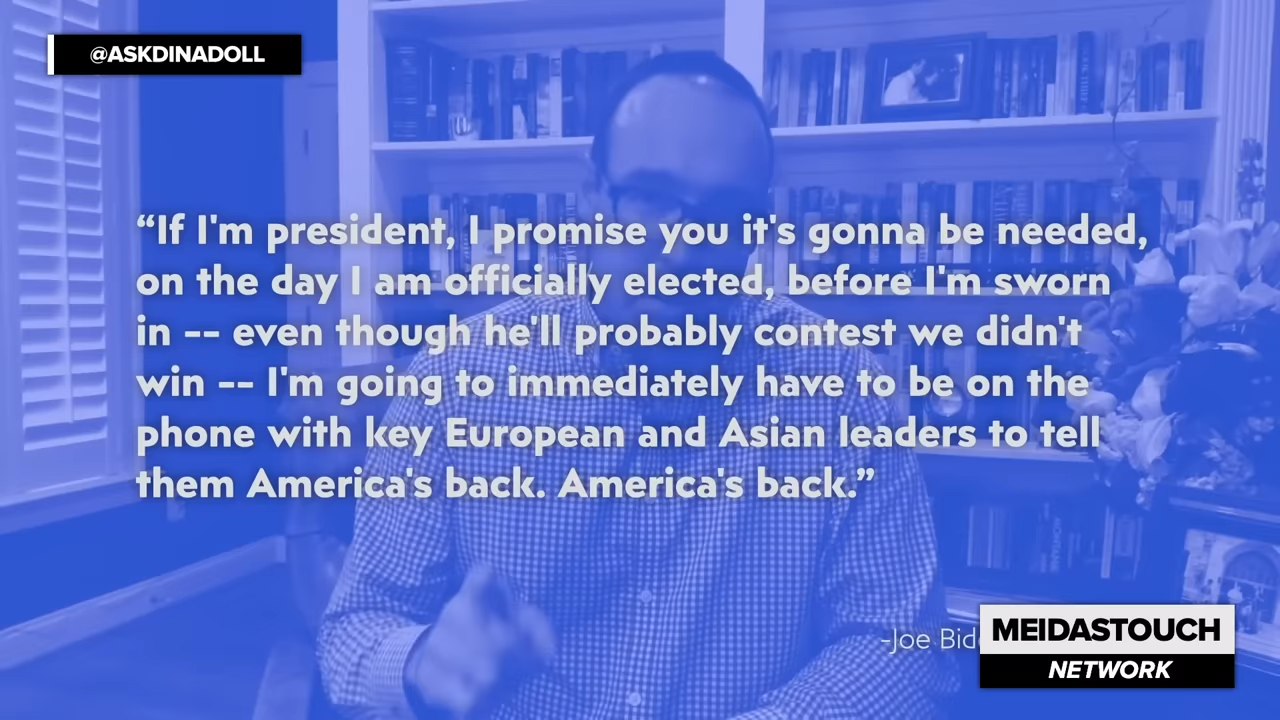 @ASKDINADOLL
“If I'm president, I promise you it's gonna be needed,
on the day I am officially elected, before I'm sworn
in -- even though he'll probably contest we didn't
win -- I'm going to immediately have to be on the
phone with key European and Asian leaders to tell
them America's back. America's back.”
-Joe
MEIDASTOUCH
NETWORK